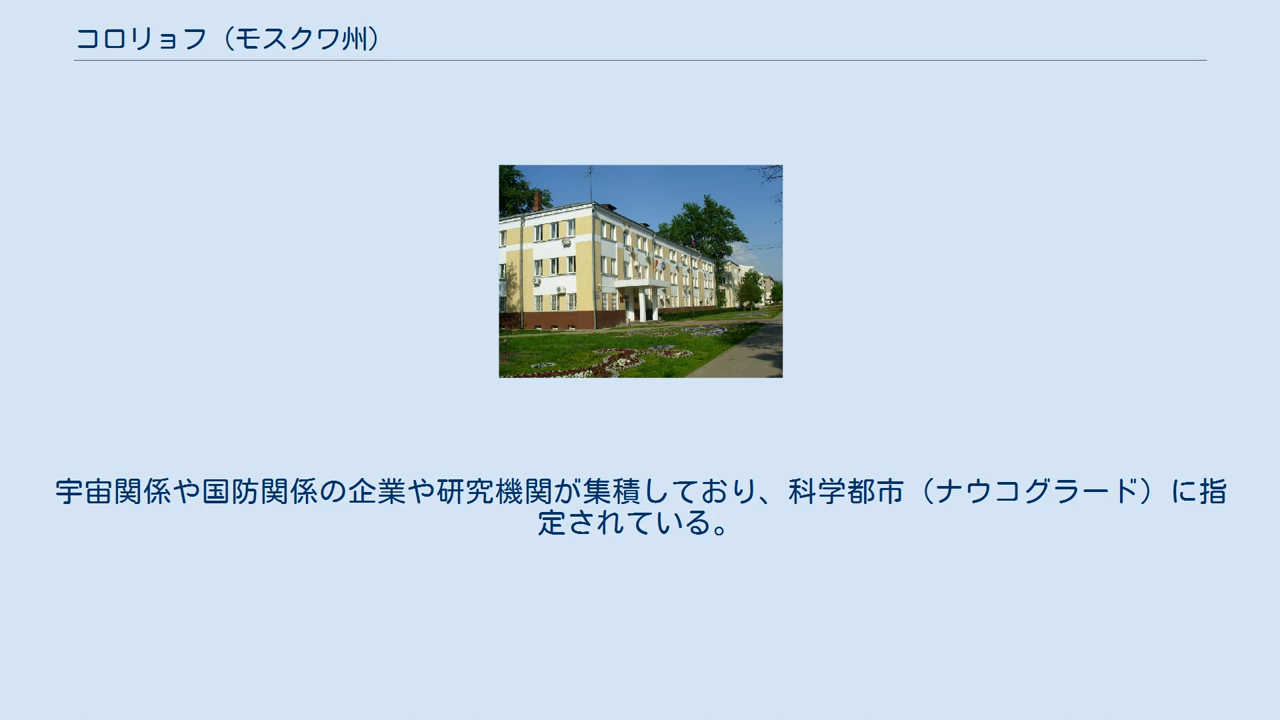 コロリョフ（モスクワ州）
宇宙関係や国防関係の企業や研究機関が集積しており、科学都市（ナウコグラード）に指
定されている。